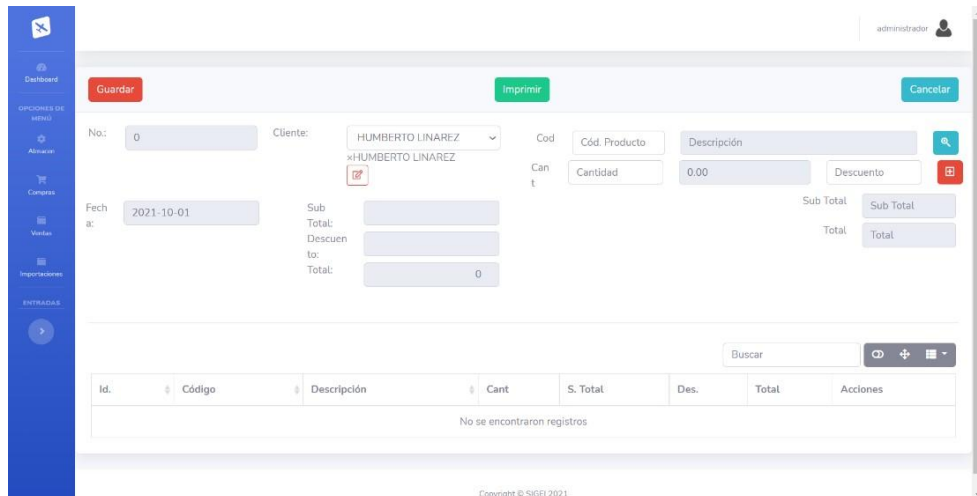 administrador
Dashboard
OPCIONES DE
MENÚ
Almacen
Compras
Ventas
Importaciones
ENTRADAS
Guardar
Imprimir
Cancelar
No.: 0
Cliente: HUMBERTO LINAREZ
×HUMBERTO LINAREZ
Cod Cód. Producto Descripción
Can
t Cantidad 0.00 Descuento
Fech
a: 2021-10-01
Sub
Total:
Descuen
to:
Total: 0
Sub Total Sub Total
Total Total
Buscar
Id. Código Descripción Cant S. Total Des. Total Acciones
No se encontraron registros
Copyright © SIGEI 2021